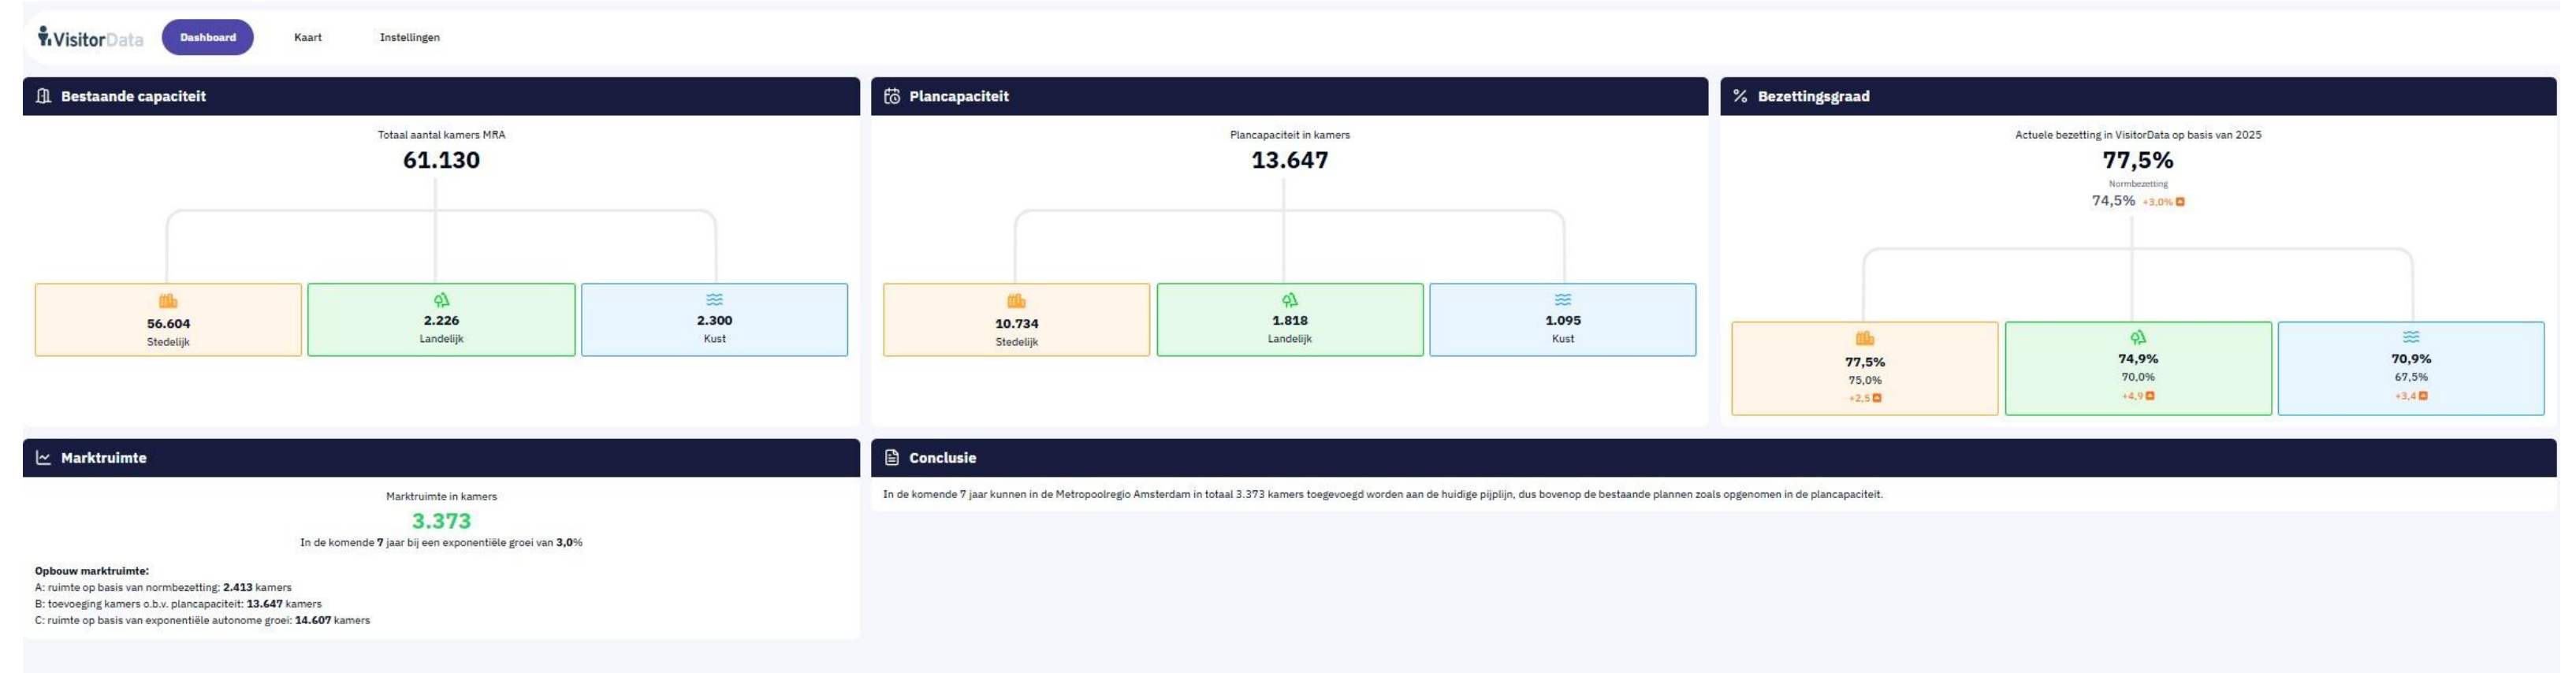 VisitorData
Dashboard
Kaart
Instellingen
Bestaande capaciteit
Totaal aantal kamers MRA
61.130
56.604
Stedelijk
2.226
Landelijk
2.300
Kust
Plancapaciteit
Plancapaciteit in kamers
13.647
10.734
Stedelijk
1.818
Landelijk
1.095
Kust
% Bezettingsgraad
Actuele bezetting in VisitorData op basis van 2025
77,5%
Normbezetting
74,5% +3,0%
77,5%
75,0%
+2,5
74,9%
70,0%
+4,9
70,9%
67,5%
+3,4
Marktruimte
Marktruimte in kamers
3.373
In de komende 7 jaar bij een exponentiële groei van 3,0%
Opbouw marktruimte:
A: ruimte op basis van normbezetting: 2.413 kamers
B: toevoeging kamers o.b.v. plancapaciteit: 13.647 kamers
C: ruimte op basis van exponentiële autonome groei: 14.607 kamers
Conclusie
In de komende 7 jaar kunnen in de Metropoolregio Amsterdam in totaal 3.373 kamers toegevoegd worden aan de huidige pijplijn, dus bovenop de bestaande plannen zoals opgenomen in de plancapaciteit.